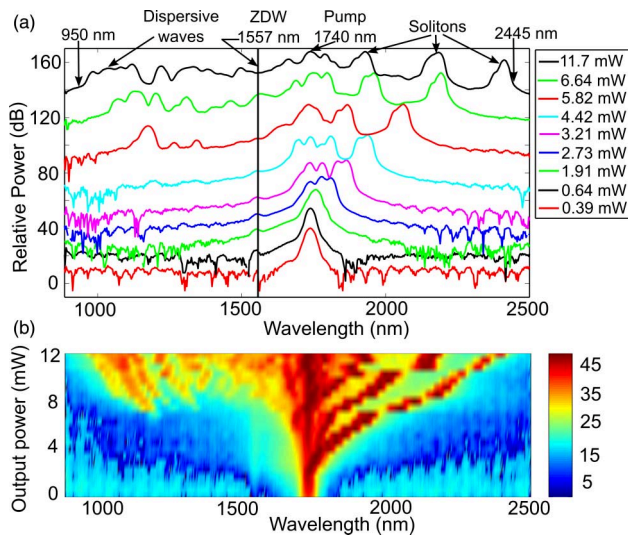 (a)
Dispersive waves
ZDW
Pump
Solitons
950 nm
1557 nm
1740 nm
2445 nm
Relative Power (dB)
160
120
80
40
0
1000
1500
2000
2500
Wavelength (nm)
11.7 mW
6.64 mW
5.82 mW
4.42 mW
3.21 mW
2.73 mW
1.91 mW
0.64 mW
0.39 mW
(b)
Output power (mW)
12
8
4
0
1000
1500
2000
2500
Wavelength (nm)
45
35
25
15
5